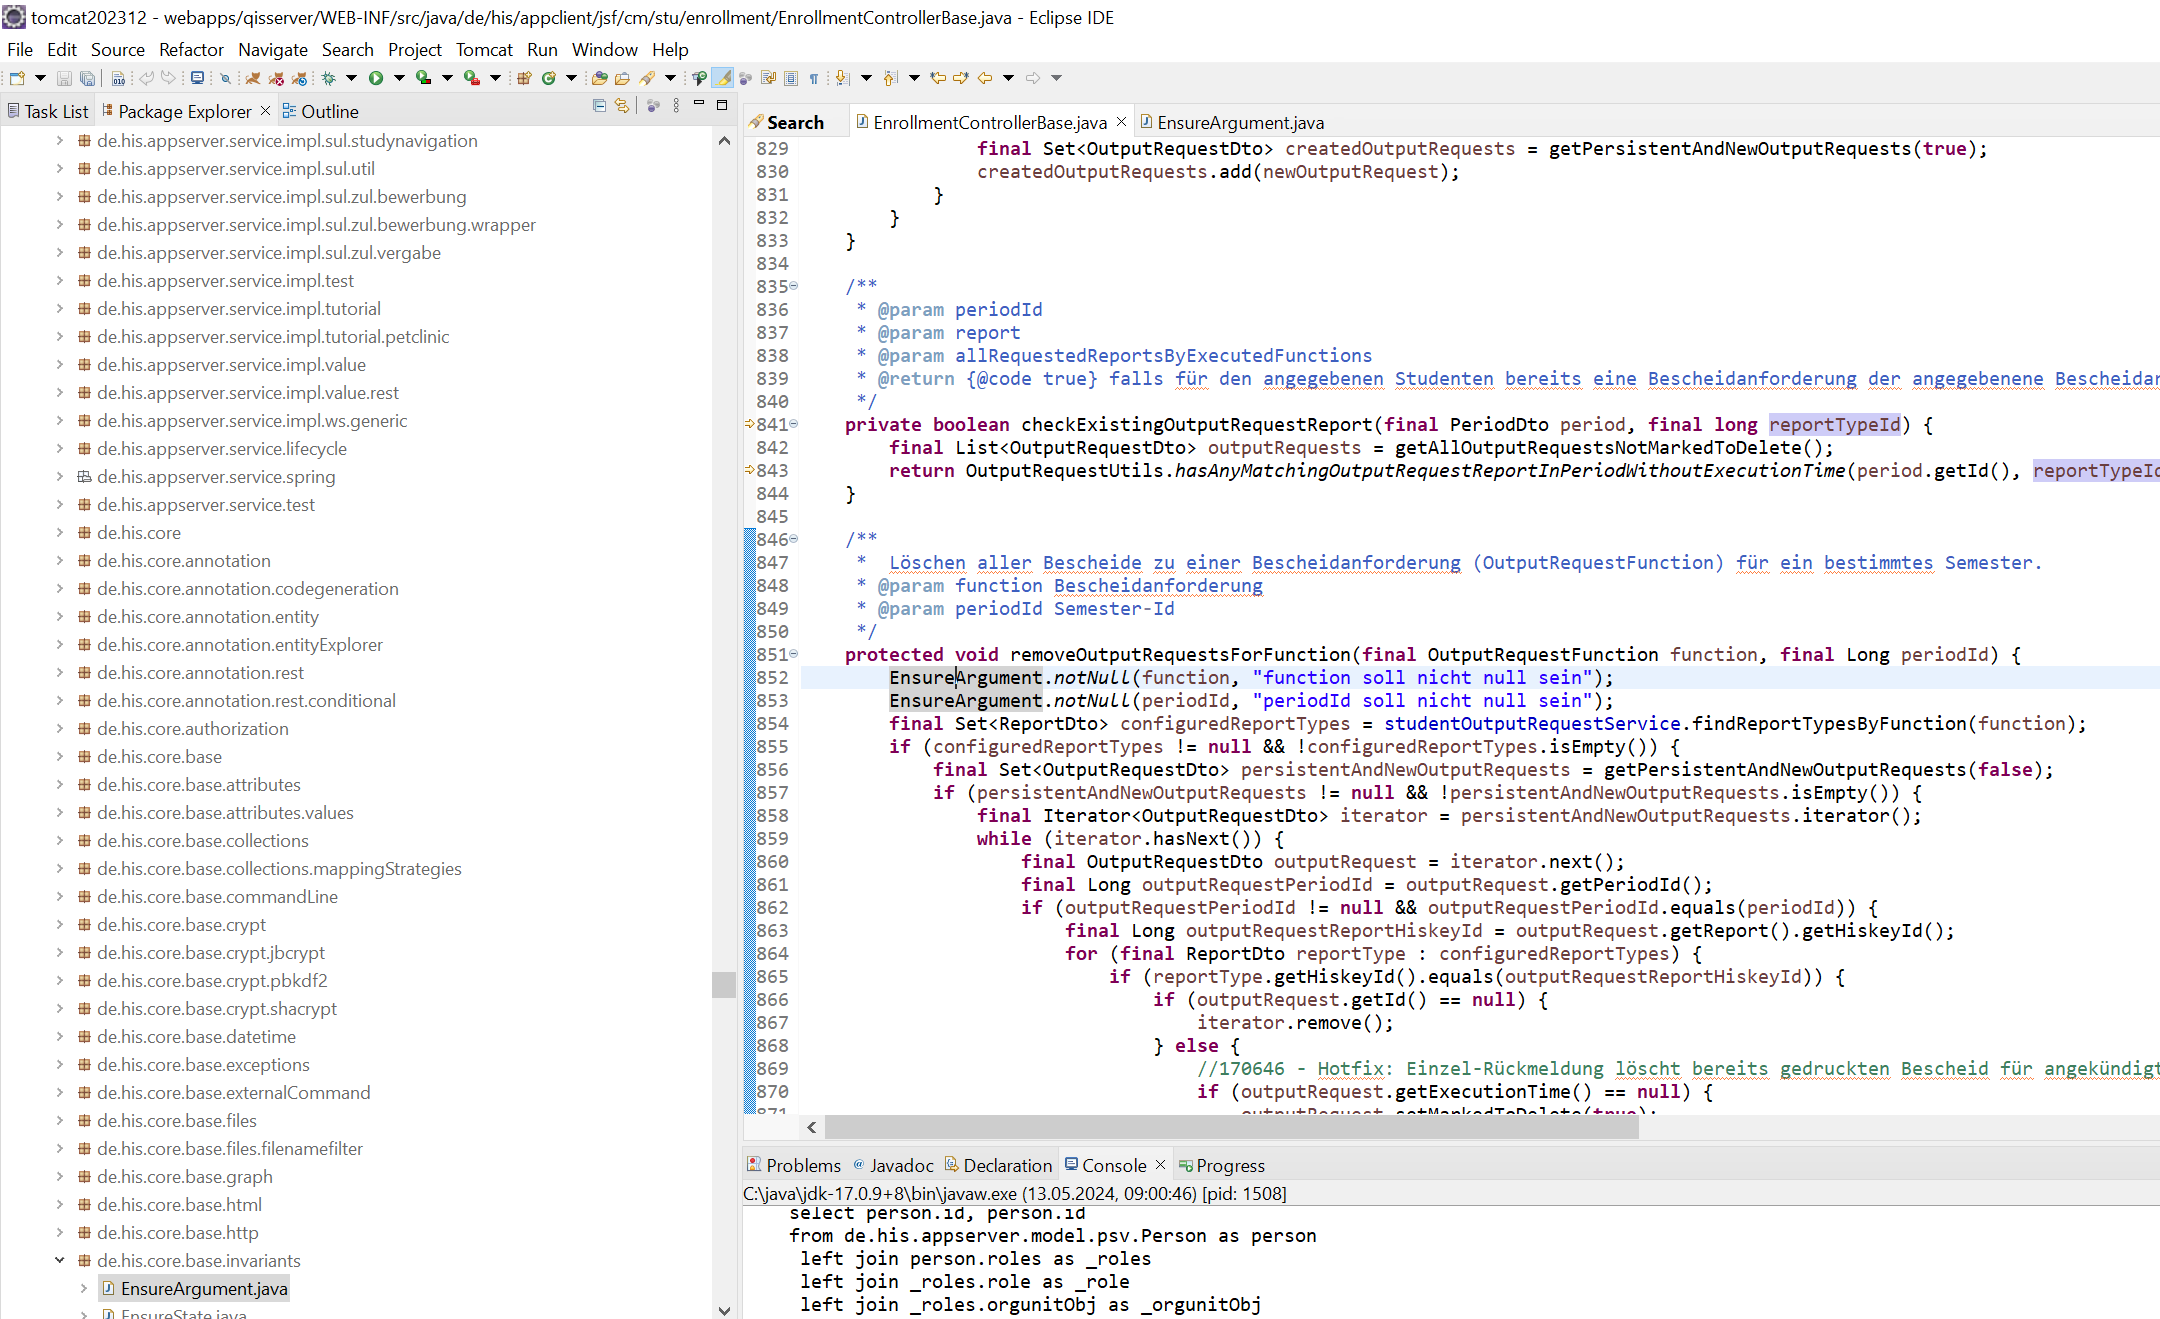 tomcat202312 - webapps/qisserver/WEB-INF/src/java/de/his/appclient/jsf/cm/stu/enrollment/EnrollmentControllerBase.java - Eclipse IDE
File Edit Source Refactor Navigate Search Project Tomcat Run Window Help
Task List Package Explorer Outline
de.his.appserver.service.impl.sul.studynavigation
de.his.appserver.service.impl.sul.util
de.his.appserver.service.impl.sul.zul.bewerbung
de.his.appserver.service.impl.sul.zul.bewerbung.wrapper
de.his.appserver.service.impl.sul.zul.vergabe
de.his.appserver.service.impl.test
de.his.appserver.service.impl.tutorial
de.his.appserver.service.impl.tutorial.petclinic
de.his.appserver.service.impl.value
de.his.appserver.service.impl.value.rest
de.his.appserver.service.impl.ws.generic
de.his.appserver.service.lifecycle
de.his.appserver.service.spring
de.his.appserver.service.test
de.his.core
de.his.core.annotation
de.his.core.annotation.codegeneration
de.his.core.annotation.entity
de.his.core.annotation.entityExplorer
de.his.core.annotation.rest
de.his.core.annotation.rest.conditional
de.his.core.authorization
de.his.core.base
de.his.core.base.attributes
de.his.core.base.attributes.values
de.his.core.base.collections
de.his.core.base.collections.mappingStrategies
de.his.core.base.commandLine
de.his.core.base.crypt
de.his.core.base.crypt.jbcrypt
de.his.core.base.crypt.pbkdf2
de.his.core.base.crypt.shacrypt
de.his.core.base.datetime
de.his.core.base.exceptions
de.his.core.base.externalCommand
de.his.core.base.files
de.his.core.base.files.filenamefilter
de.his.core.base.graph
de.his.core.base.html
de.his.core.base.http
de.his.core.base.invariants
EnsureArgument.java
EnsureState.java
Search EnrollmentControllerBase.java EnsureArgument.java
829 final Set<OutputRequestDto> createdOutputRequests = getPersistentAndNewOutputRequests(true);
830 createdOutputRequests.add(newOutputRequest);
831 }
832 }
833 }
834
835 /**
836 * @param periodId
837 * @param report
838 * @param allRequestedReportsByExecutedFunctions
839 * @return {@code true} falls für den angegebenen Studenten bereits eine Bescheidanforderung der angegebenene Bescheidar
840 */
841 private boolean checkExistingOutputRequestReport(final PeriodDto period, final long reportTypeId) {
842 final List<OutputRequestDto> outputRequests = getAllOutputRequestsNotMarkedToDelete();
843 return OutputRequestUtils.hasAnyMatchingOutputRequestReportInPeriodWithoutExecutionTime(period.getId(), reportTypeId
844 }
845
846 /**
847 * Löschen aller Bescheide zu einer Bescheidanforderung (OutputRequestFunction) für ein bestimmtes Semester.
848 * @param function Bescheidanforderung
849 * @param periodId Semester-Id
850 */
851 protected void removeOutputRequestsForFunction(final OutputRequestFunction function, final Long periodId) {
852 EnsureArgument.notNull(function, "function soll nicht null sein");
853 EnsureArgument.notNull(periodId, "periodId soll nicht null sein");
854 final Set<ReportDto> configuredReportTypes = studentOutputRequestService.findReportTypesByFunction(function);
855 if (configuredReportTypes != null && !configuredReportTypes.isEmpty()) {
856 final Set<OutputRequestDto> persistentAndNewOutputRequests = getPersistentAndNewOutputRequests(false);
857 if (persistentAndNewOutputRequests != null && !persistentAndNewOutputRequests.isEmpty()) {
858 final Iterator<OutputRequestDto> iterator = persistentAndNewOutputRequests.iterator();
859 while (iterator.hasNext()) {
860 final OutputRequestDto outputRequest = iterator.next();
861 final Long outputRequestPeriodId = outputRequest.getPeriodId();
862 if (outputRequestPeriodId != null && outputRequestPeriodId.equals(periodId)) {
863 final Long outputRequestReportHiskeyId = outputRequest.getReport().getHiskeyId();
864 for (final ReportDto reportType : configuredReportTypes) {
865 if (reportType.getHiskeyId().equals(outputRequestReportHiskeyId)) {
866 if (outputRequest.getId() == null) {
867 iterator.remove();
868 } else {
869 //170646 - Hotfix: Einzel-Rückmeldung löscht bereits gedruckten Bescheid für angekündigt
870 if (outputRequest.getExecutionTime() == null) {
871 outputRequest.setMarkedToDelete(true);
Problems Javadoc Declaration Console Progress
C:\java\jdk-17.0.9+8\bin\javaw.exe (13.05.2024, 09:00:46) [pid: 1508]
select person.id, person.id
from de.his.appserver.model.psv.Person as person
left join person.roles as _roles
left join _roles.role as _role
left join _roles.orgunitObj as _orgunitObj